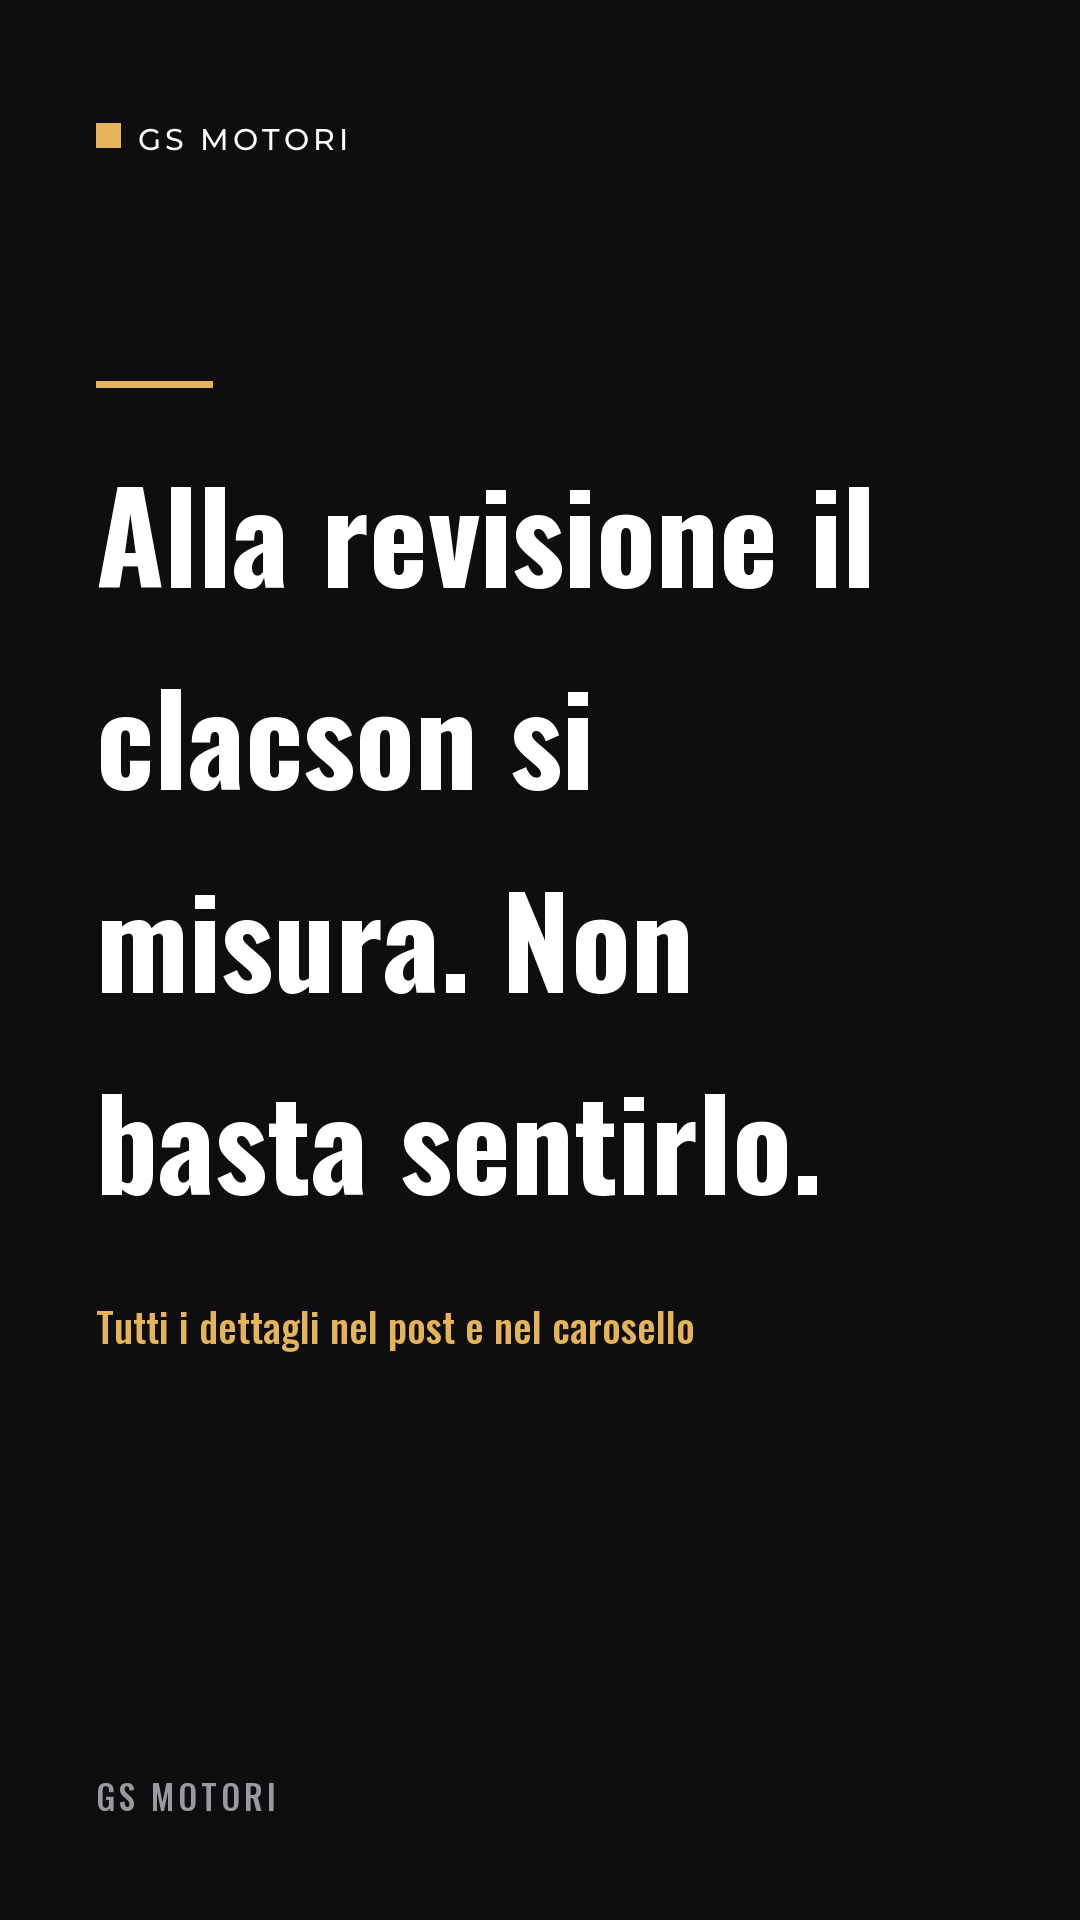 GS MOTORI
Alla revisione il
clacson si
misura. Non
basta sentirlo.
Tutti i dettagli nel post e nel carosello
GS MOTORI